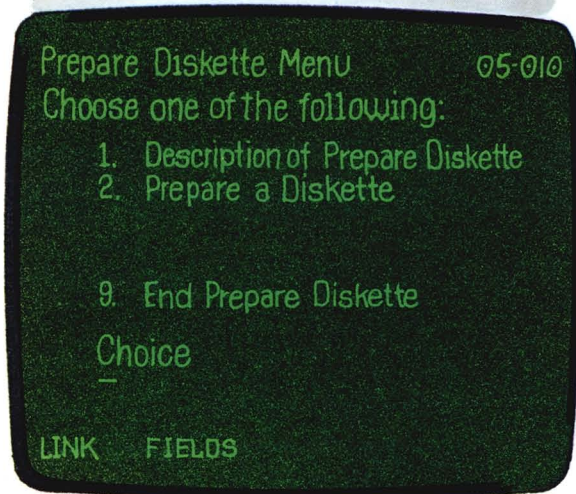 Prepare Diskette Menu 05-010
Choose one of the following:
1. Description of Prepare Diskette
2. Prepare a Diskette
9. End Prepare Diskette
Choice
LINK FIELDS